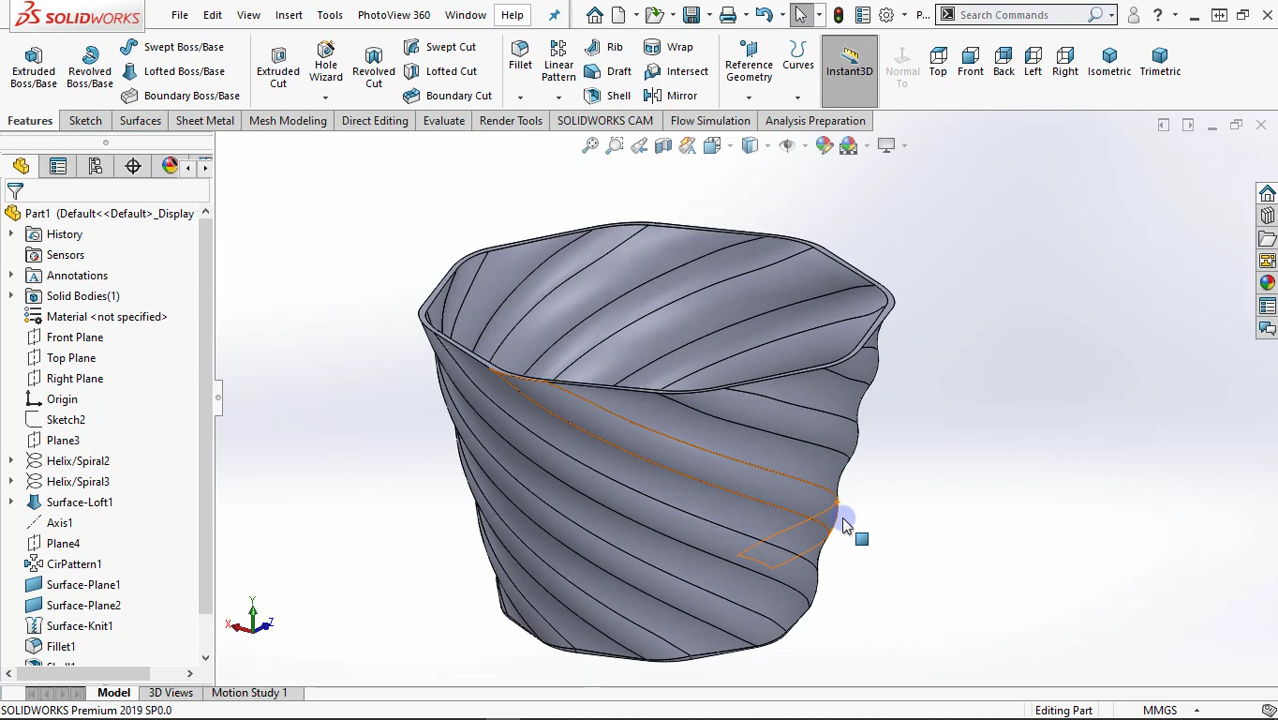 SOLIDWORKS
File Edit View Insert Tools PhotoView 360 Window Help
P...
Search Commands
?
Extruded Boss/Base
Revolved Boss/Base
Swept Boss/Base
Lofted Boss/Base
Boundary Boss/Base
Extruded Cut
Hole Wizard
Revolved Cut
Swept Cut
Lofted Cut
Boundary Cut
Fillet
Linear Pattern
Rib
Draft
Shell
Wrap
Intersect
Mirror
Reference Geometry
Curves
Instant3D
Normal To
Top
Front
Back
Left
Right
Isometric
Trimetric
Features Sketch Surfaces Sheet Metal Mesh Modeling Direct Editing Evaluate Render Tools SOLIDWORKS CAM Flow Simulation Analysis Preparation
Part1 (Default<<Default>_Display
History
Sensors
Annotations
Solid Bodies(1)
Material <not specified>
Front Plane
Top Plane
Right Plane
Origin
Sketch2
Plane3
Helix/Spiral2
Helix/Spiral3
Surface-Loft1
Axis1
Plane4
CirPattern1
Surface-Plane1
Surface-Plane2
Surface-Knit1
Fillet1
Shell1
Y
X
Z
Model 3D Views Motion Study 1
SOLIDWORKS Premium 2019 SP0.0
Editing Part
MMGS